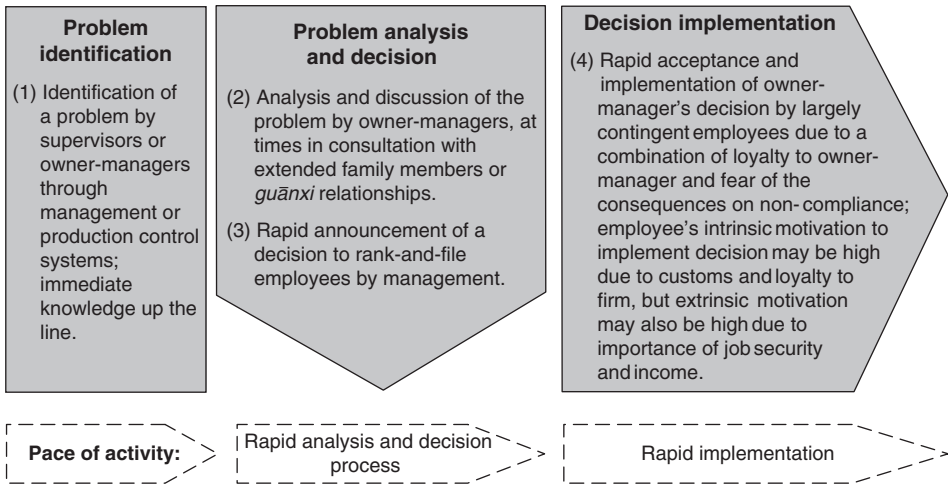 Problem
identification
(1) Identification of
a problem by
supervisors or
owner-managers
through
management or
production control
systems;
immediate
knowledge up the
line.
Problem analysis
and decision
(2) Analysis and discussion of the
problem by owner-managers, at
times in consultation with
extended family members or
guānxi relationships.
(3) Rapid announcement of a
decision to rank-and-file
employees by management.
Decision implementation
(4) Rapid acceptance and
implementation of owner-
manager’s decision by largely
contingent employees due to a
combination of loyalty to owner-
manager and fear of the
consequences on non-compliance;
employee’s intrinsic motivation to
implement decision may be high
due to customs and loyalty to
firm, but extrinsic motivation
may also be high due to
importance of job security
and income.
Pace of activity:
Rapid analysis and decision
process
Rapid implementation